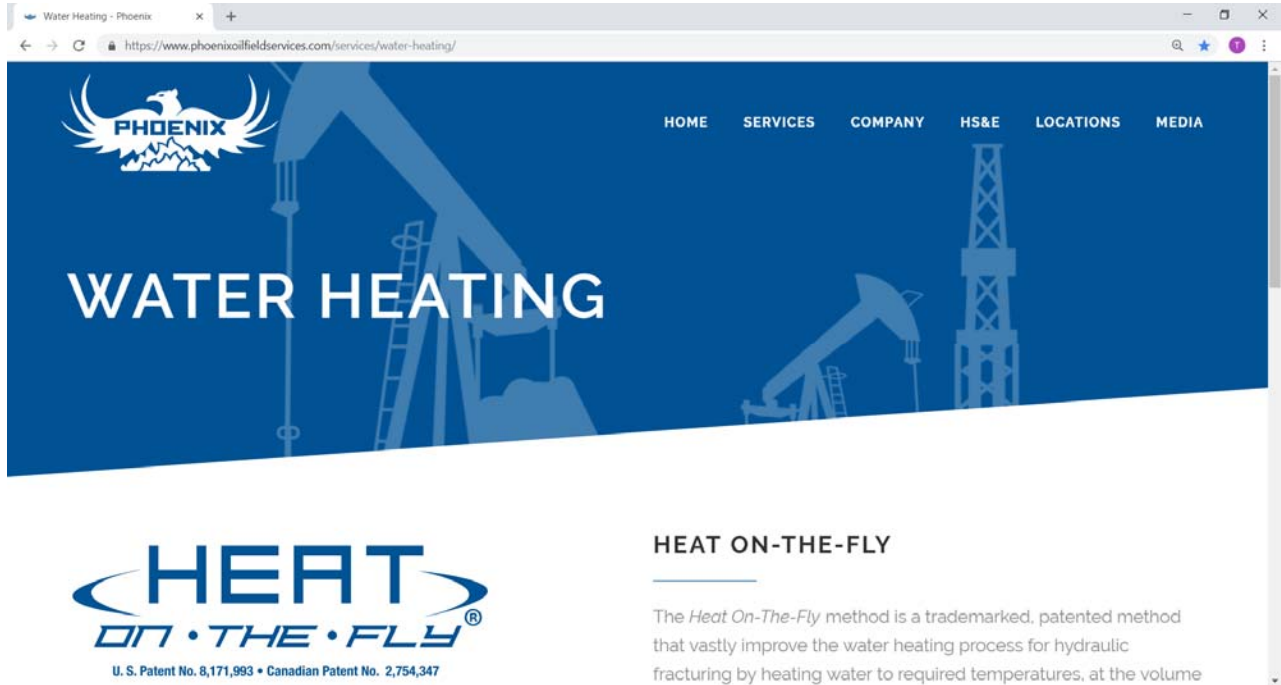 Water Heating - Phoenix
https://www.phoenixoilfieldservices.com/services/water-heating/
T
PHOENIX
HOME SERVICES COMPANY HS&E LOCATIONS MEDIA
WATER HEATING
HEAT
ON•THE•FLY®
U. S. Patent No. 8,171,993 • Canadian Patent No. 2,754,347
HEAT ON-THE-FLY
The Heat On-The-Fly method is a trademarked, patented method
that vastly improve the water heating process for hydraulic
fracturing by heating water to required temperatures, at the volume